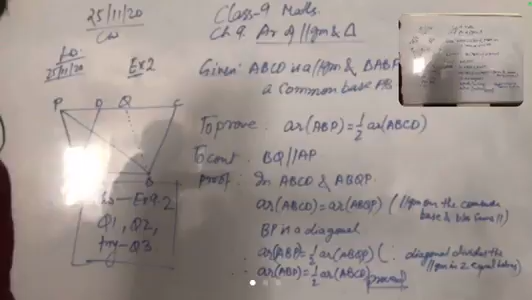 25/11/20
CW
Class-9 Maths.
Ch 9. Ar of //gm & Δ
25/11/20
Ex 2
Given: ABCD is a //gm & ΔABP
a Common base AB
P D Q C
To prove. ar(ABP) = 1/2 ar(ABCD)
To const. BQ//AP
proof: In ABCD & ABQP.
ar(ABCD) = ar(ABQP) (//gm on the common
base & b/w same //)
BP is a diagonal
∴ ar(ABP) = 1/2 ar(ABQP) (∵ diagonal divides the
//gm in 2 equal halves)
∴ ar(ABP) = 1/2 ar(ABCD) proved
B
Ex 9.2
Q1, Q2,
try - Q3